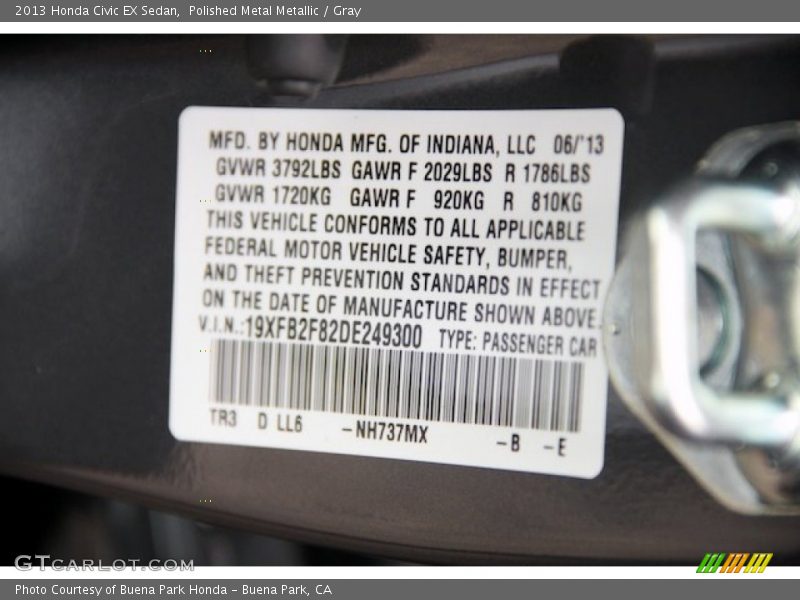 2013 Honda Civic EX Sedan,  Polished Metal Metallic / Gray
MFD. BY HONDA MFG. OF INDIANA, LLC 06/'13
GVWR 3792LBS GAWR F 2029LBS R 1786LBS
GVWR 1720KG GAWR F 920KG R 810KG
THIS VEHICLE CONFORMS TO ALL APPLICABLE
FEDERAL MOTOR VEHICLE SAFETY, BUMPER,
AND THEFT PREVENTION STANDARDS IN EFFECT
ON THE DATE OF MANUFACTURE SHOWN ABOVE.
V.I.N.:19XFB2F82DE249300 TYPE: PASSENGER CAR
TR3 D LL6 -NH737MX -B -E
GTCARLOT.COM
Photo Courtesy of Buena Park Honda - Buena Park, CA